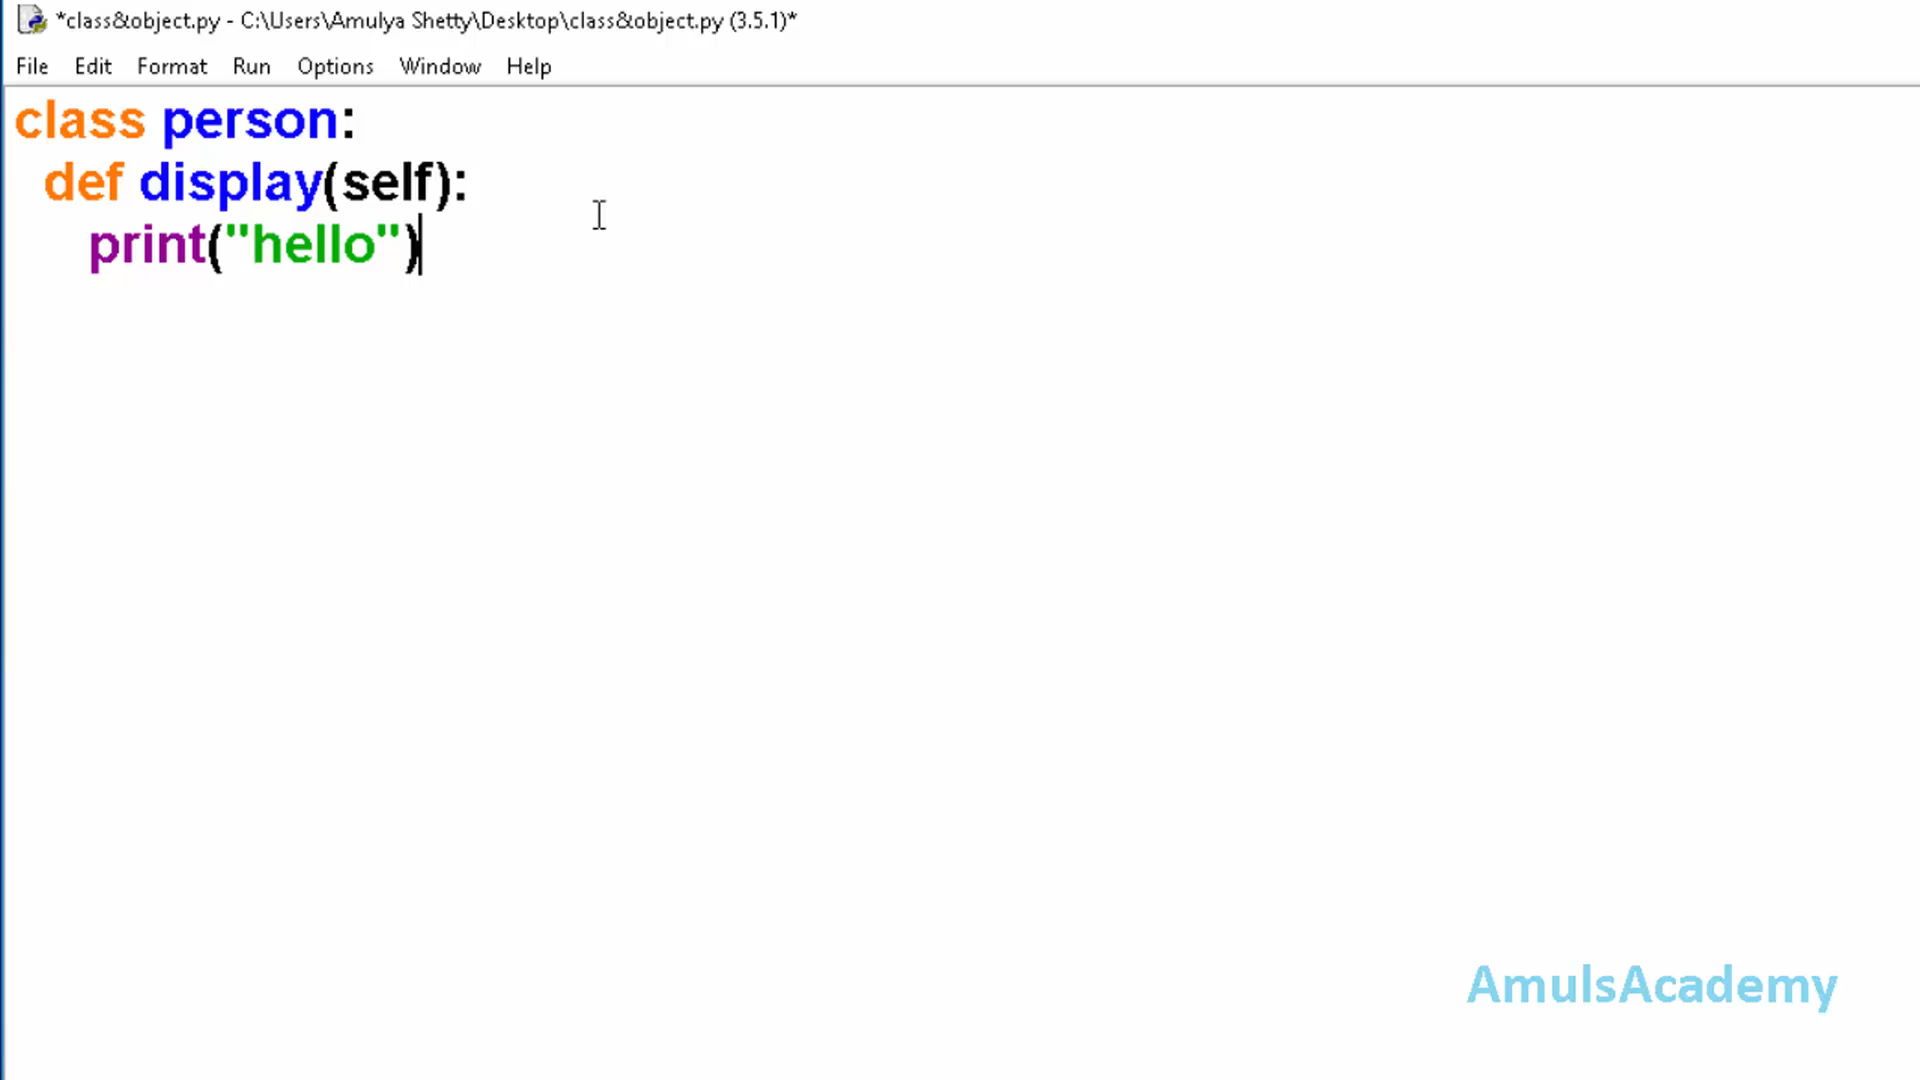 *class&object.py - C:\Users\Amulya Shetty\Desktop\class&object.py (3.5.1)*
File Edit Format Run Options Window Help
class person:
def display(self):
print("hello")
AmulsAcademy